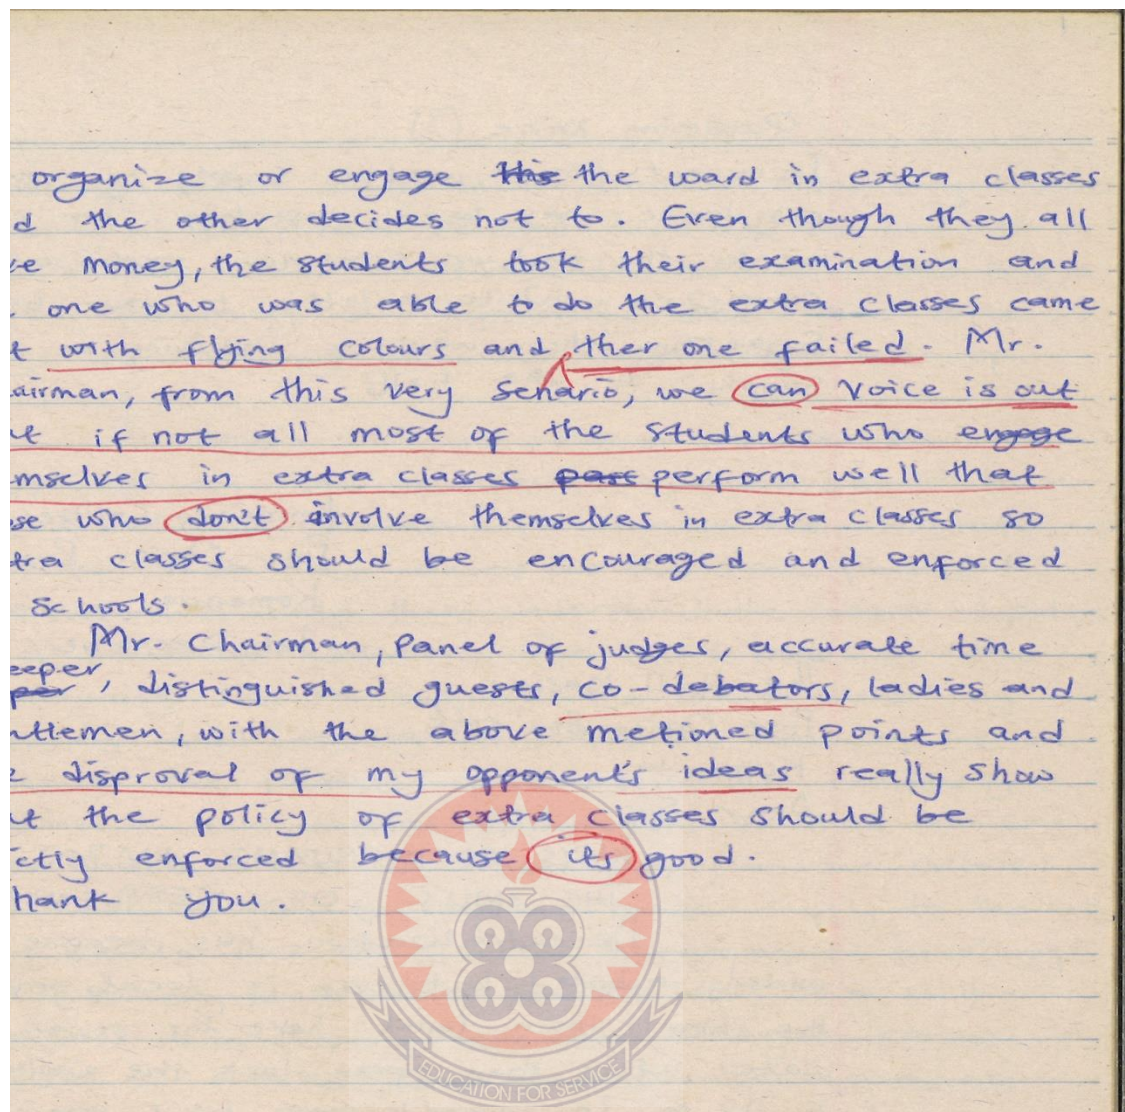 organize or engage the ward in extra classes
d the other decides not to. Even though they all
money, the students took their examination and
one who was able to do the extra classes came
with flying colours and ther one failed. Mr.
airman, from this very senario, we can voice is out
if not all most of the students who engage
mselves in extra classes perform well that
se who don't involve themselves in extra classes so
tra classes should be encouraged and enforced
schools.
Mr. Chairman, Panel of judges, accurate time
eeper, distinguished guests, co-debators, ladies and
ntlemen, with the above metioned points and
disproval of my opponent's ideas really show
the policy of extra classes should be
ctly enforced because its good.
hank you.
EDUCATION FOR SERVICE